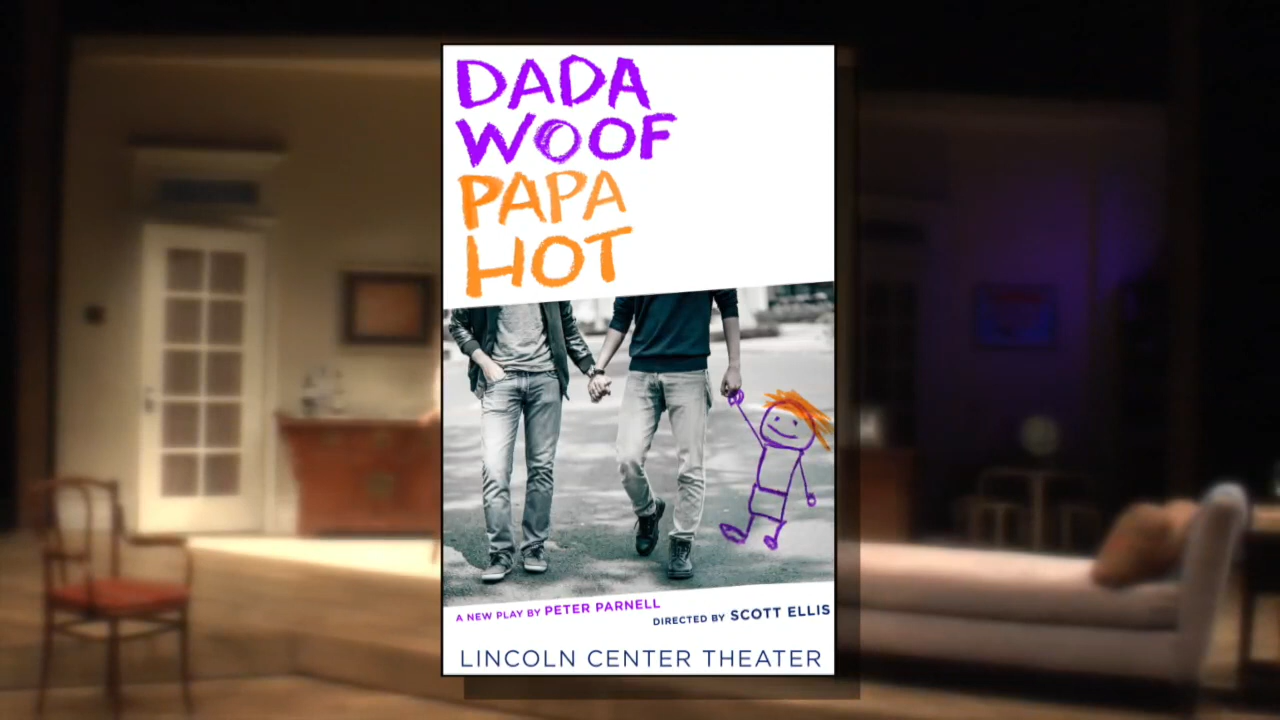 DADA
WOOF
PAPA
HOT
A NEW PLAY BY PETER PARNELL
DIRECTED BY SCOTT ELLIS
LINCOLN CENTER THEATER